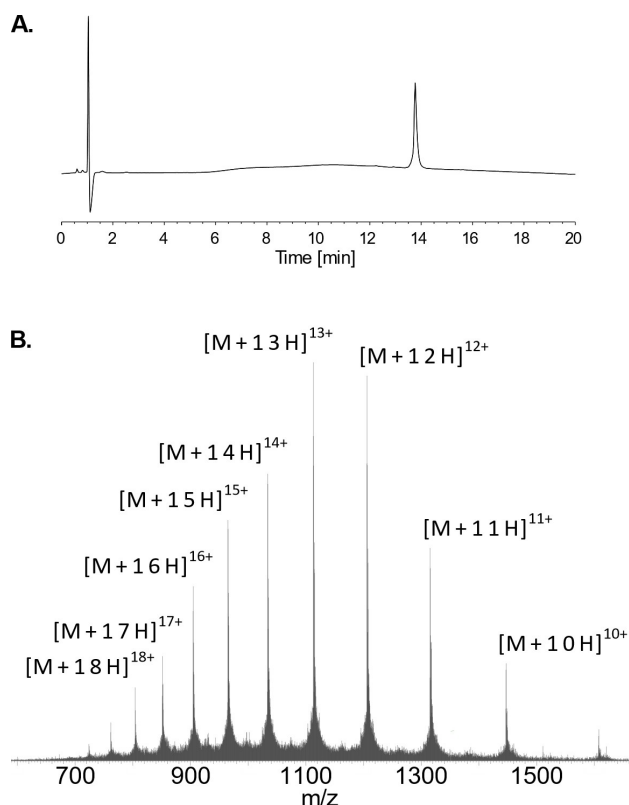 A.
0 2 4 6 8 10 12 14 16 18 20
Time [min]
B.
[M + 1 3 H]¹³⁺
[M + 1 2 H]¹²⁺
[M + 1 4 H]¹⁴⁺
[M + 1 5 H]¹⁵⁺
[M + 1 1 H]¹¹⁺
[M + 1 6 H]¹⁶⁺
[M + 1 7 H]¹⁷⁺
[M + 1 0 H]¹⁰⁺
[M + 1 8 H]¹⁸⁺
700 900 1100 1300 1500
m/z